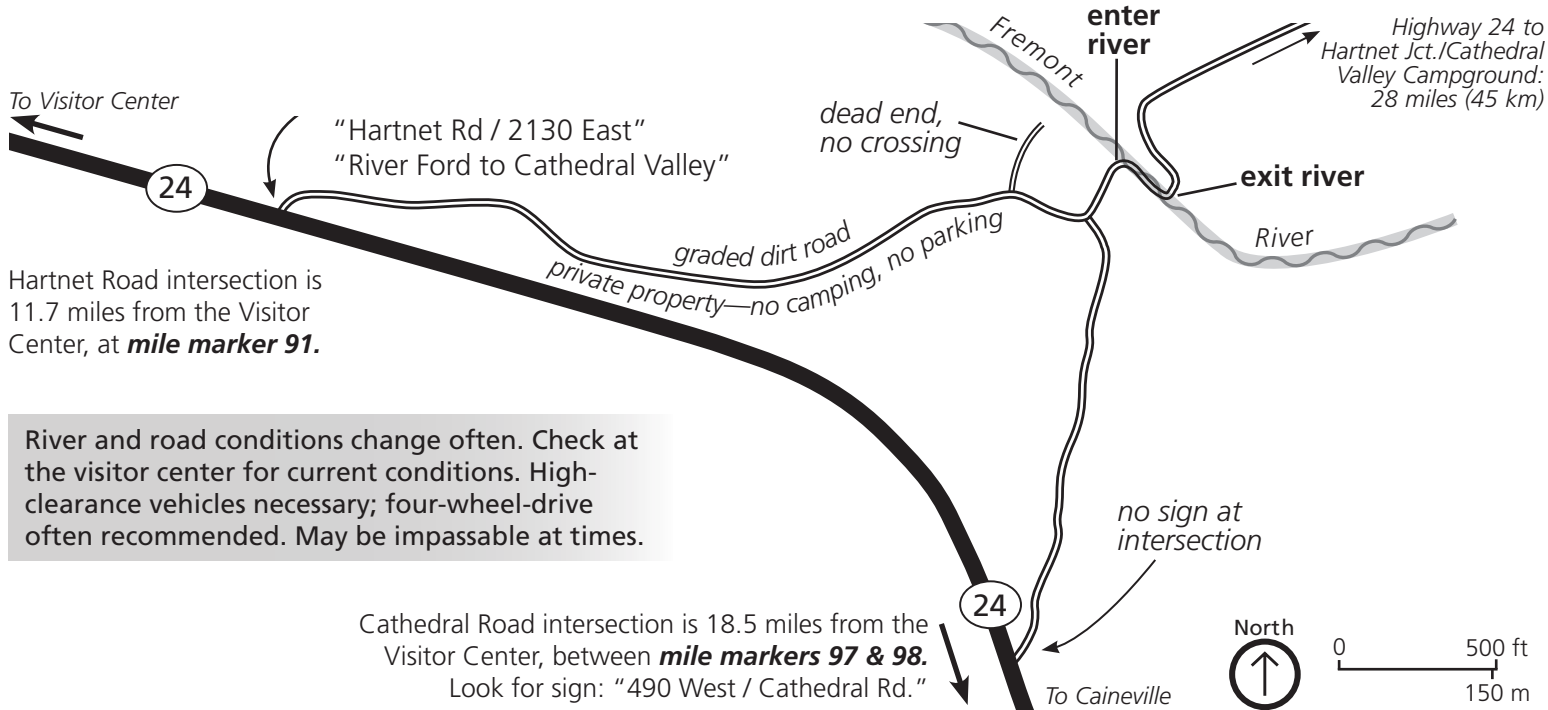 enter
river
Fremont
Highway 24 to
Hartnet Jct./Cathedral
Valley Campground:
28 miles (45 km)
To Visitor Center
"Hartnet Rd / 2130 East"
"River Ford to Cathedral Valley"
dead end,
no crossing
24
exit river
River
graded dirt road
private property—no camping, no parking
Hartnet Road intersection is
11.7 miles from the Visitor
Center, at mile marker 91.
River and road conditions change often. Check at
the visitor center for current conditions. High-
clearance vehicles necessary; four-wheel-drive
often recommended. May be impassable at times.
no sign at
intersection
24
Cathedral Road intersection is 18.5 miles from the
Visitor Center, between mile markers 97 & 98.
Look for sign: "490 West / Cathedral Rd."
To Caineville
North
0
500 ft
150 m